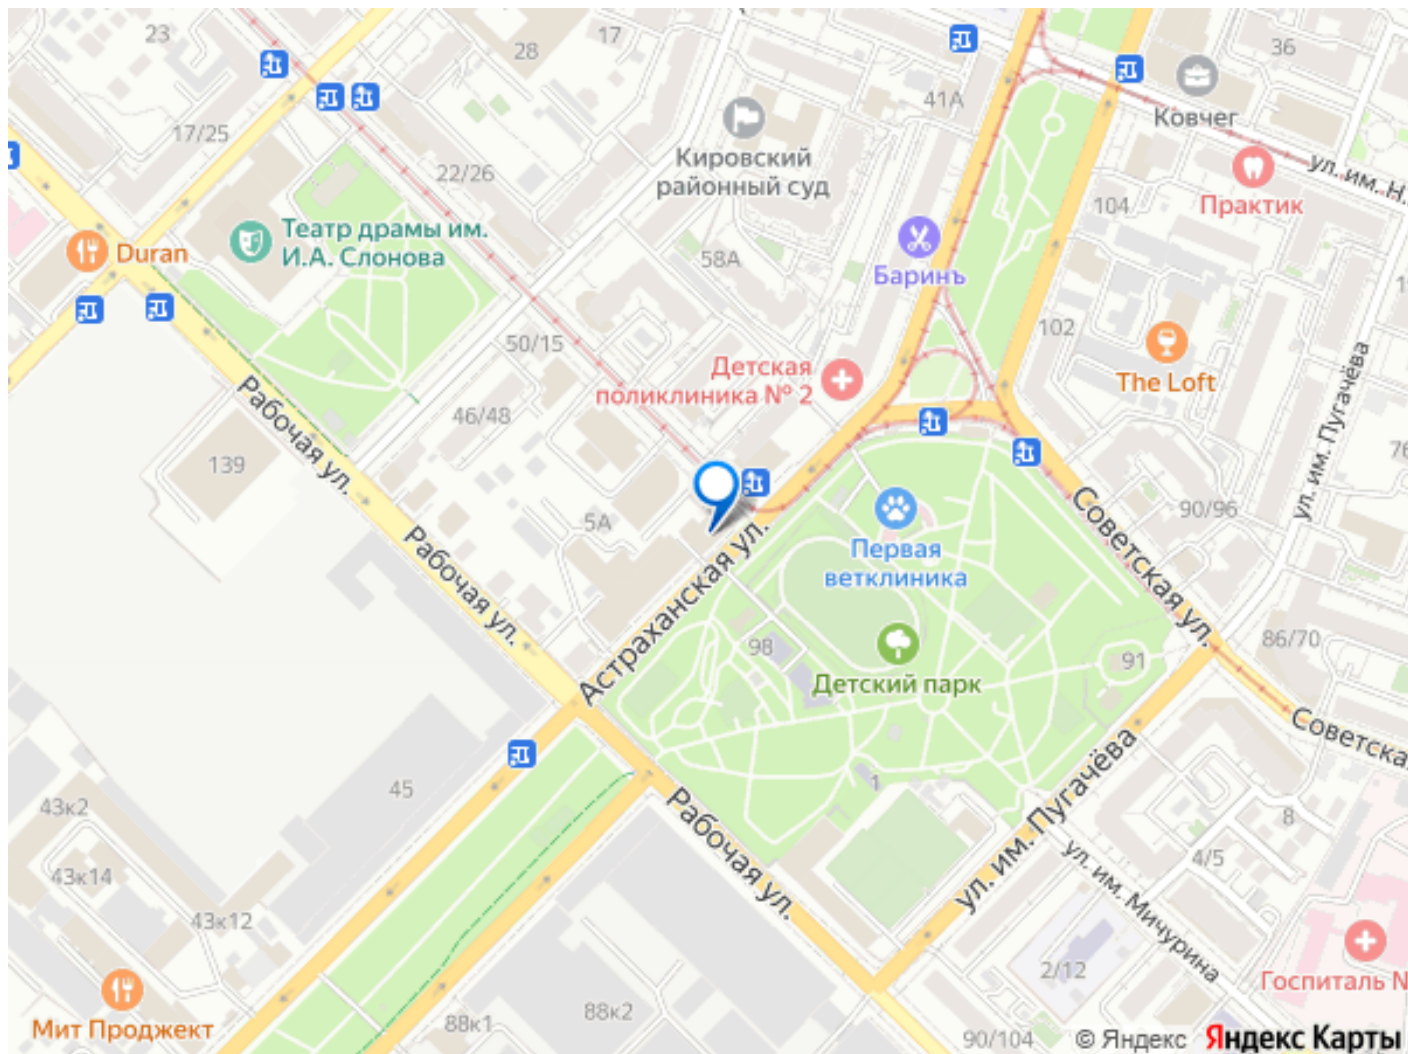 23
28
17
36
41А
Ковчег
17/25
22/26
Кировский
районный суд
ул. им. Н.
Практик
104
Театр драмы им.
И.А. Слонова
Duran
58А
Баринъ
50/15
102
Детская
поликлиника № 2
The Loft
ул. им. Пугачёва
46/48
Рабочая ул.
139
76
5А
90/96
Советская ул.
Первая
ветклиника
Рабочая ул.
Астраханская ул.
98
Детский парк
91
86/70
Советска
45
1
43к2
Рабочая ул.
ул. им. Пугачёва
8
4/5
43к14
ул. им. Мичурина
43к12
2/12
Госпиталь N
Мит Проджект
88к1
88к2
90/104
© Яндекс Яндекс Карты